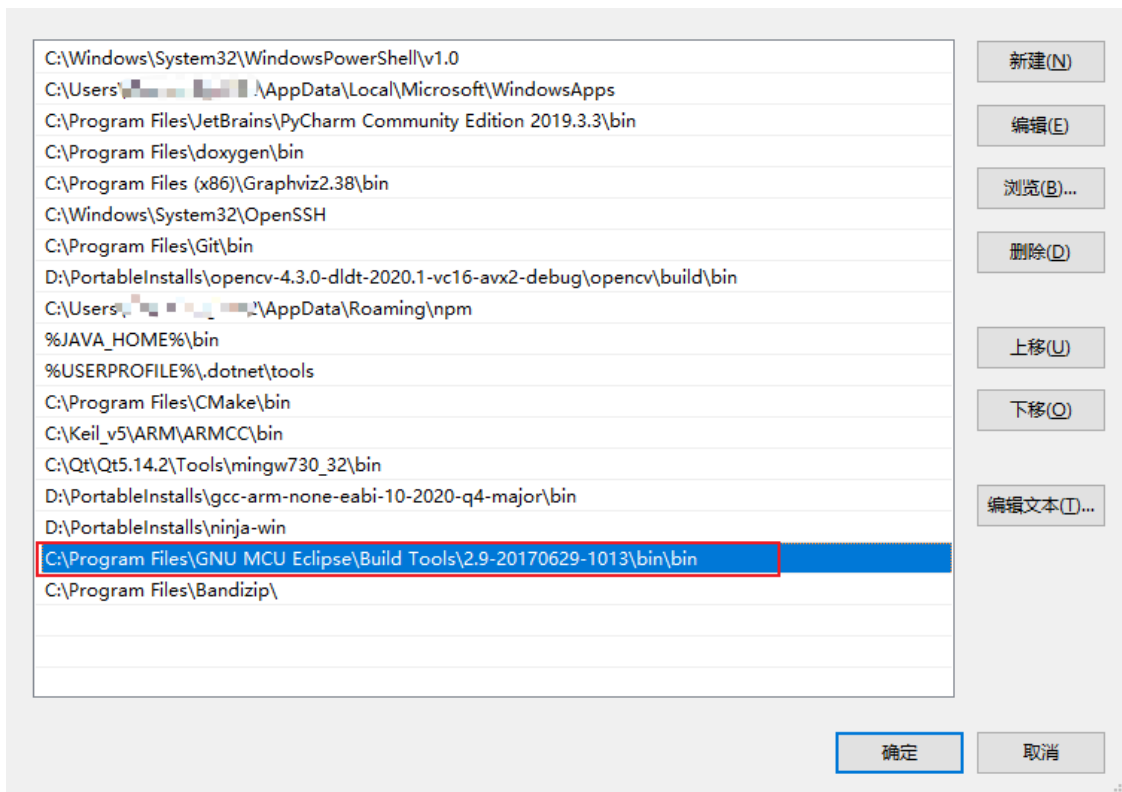 C:\Windows\System32\WindowsPowerShell\v1.0
C:\Users\ \AppData\Local\Microsoft\WindowsApps
C:\Program Files\JetBrains\PyCharm Community Edition 2019.3.3\bin
C:\Program Files\doxygen\bin
C:\Program Files (x86)\Graphviz2.38\bin
C:\Windows\System32\OpenSSH
C:\Program Files\Git\bin
D:\PortableInstalls\opencv-4.3.0-dldt-2020.1-vc16-avx2-debug\opencv\build\bin
C:\Users \AppData\Roaming\npm
%JAVA_HOME%\bin
%USERPROFILE%\.dotnet\tools
C:\Program Files\CMake\bin
C:\Keil_v5\ARM\ARMCC\bin
C:\Qt\Qt5.14.2\Tools\mingw730_32\bin
D:\PortableInstalls\gcc-arm-none-eabi-10-2020-q4-major\bin
D:\PortableInstalls\ninja-win
C:\Program Files\GNU MCU Eclipse\Build Tools\2.9-20170629-1013\bin\bin
C:\Program Files\Bandizip\
新建(N)
编辑(E)
浏览(B)...
删除(D)
上移(U)
下移(O)
编辑文本(T)...
确定
取消